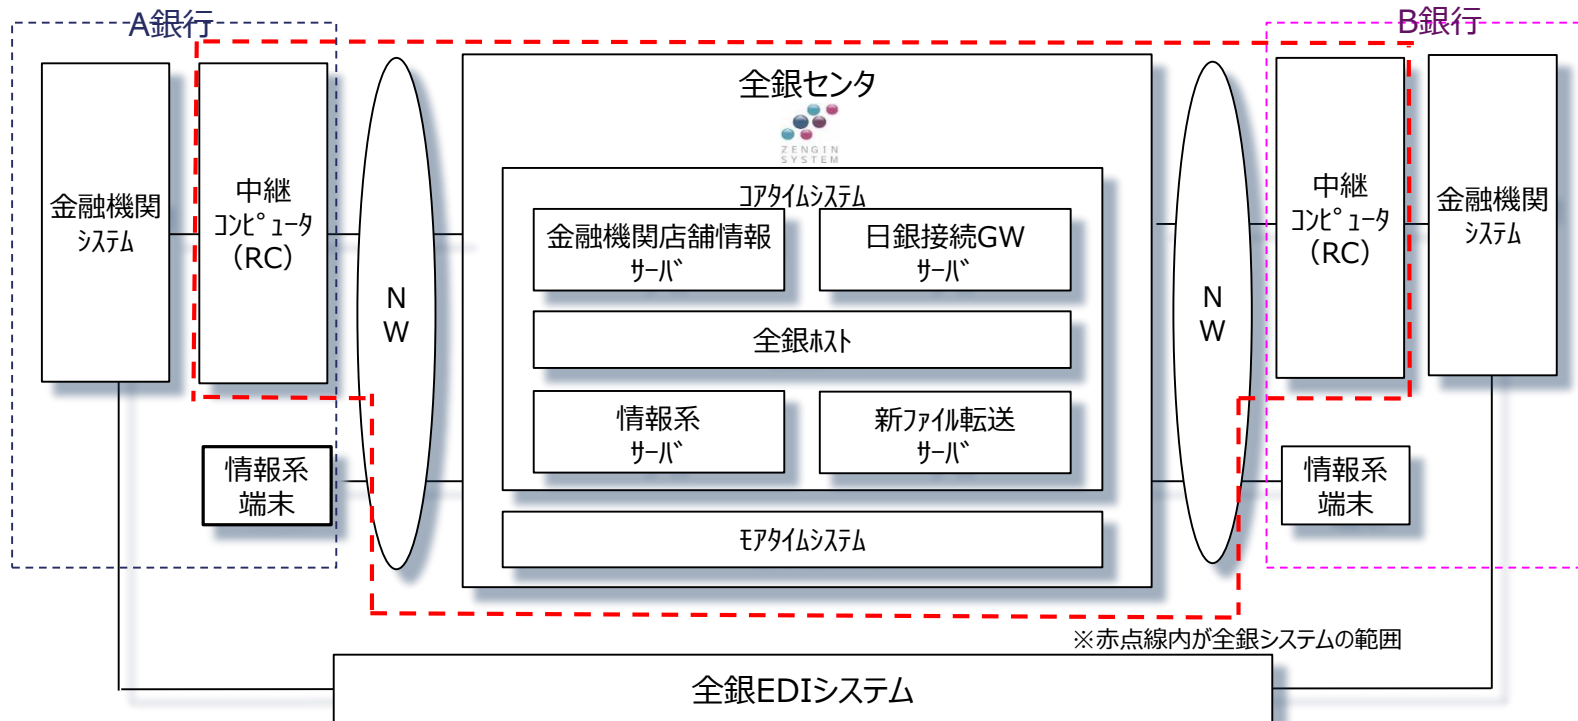 A銀行
B銀行
金融機関
ｼｽﾃﾑ
中継
ｺﾝﾋﾟｭｰﾀ
（RC）
N
W
全銀センタ
ZENGIN
SYSTEM
ｺｱﾀｲﾑｼｽﾃﾑ
金融機関店舗情報
ｻｰﾊﾞ
日銀接続GW
ｻｰﾊﾞ
全銀ﾎｽﾄ
情報系
ｻｰﾊﾞ
新ﾌｧｲﾙ転送
ｻｰﾊﾞ
ﾓｱﾀｲﾑｼｽﾃﾑ
N
W
中継
ｺﾝﾋﾟｭｰﾀ
（RC）
金融機関
ｼｽﾃﾑ
情報系
端末
情報系
端末
※赤点線内が全銀システムの範囲
全銀EDIシステム